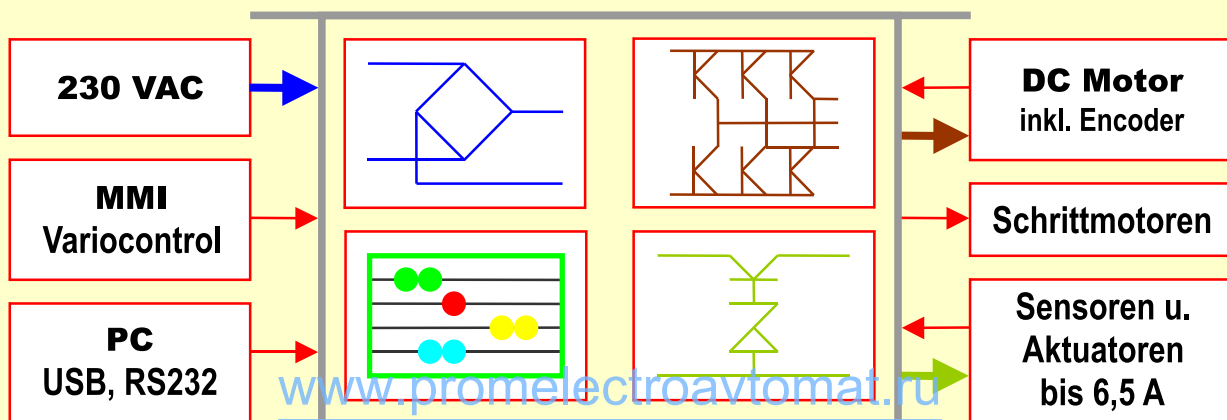 230 VAC
MMI
Variocontrol
PC
USB, RS232
DC Motor
inkl. Encoder
Schrittmotoren
Sensoren u.
Aktuatoren
bis 6,5 A
www.promelectroavtomat.ru